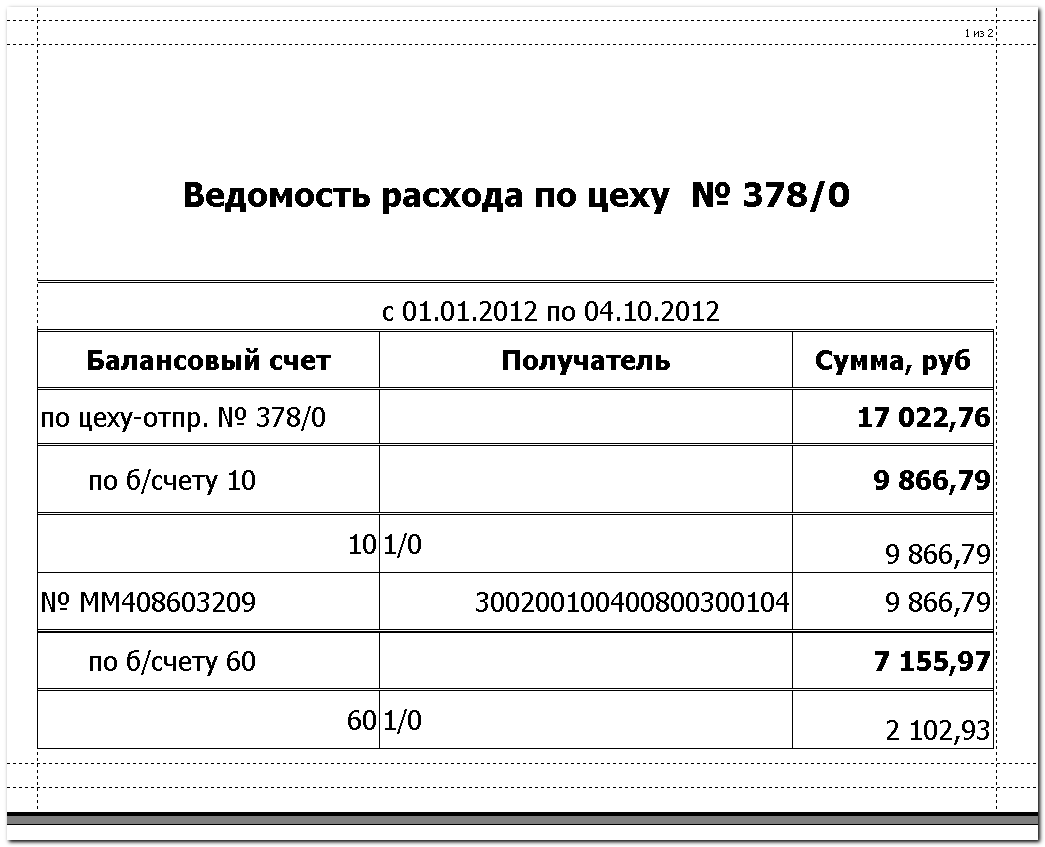 1 из 2
Ведомость расхода по цеху № 378/0
с 01.01.2012 по 04.10.2012
Балансовый счет Получатель Сумма, руб
по цеху-отпр. № 378/0 17 022,76
по б/счету 10 9 866,79
10 1/0 9 866,79
№ ММ408603209 300200100400800300104 9 866,79
по б/счету 60 7 155,97
60 1/0 2 102,93